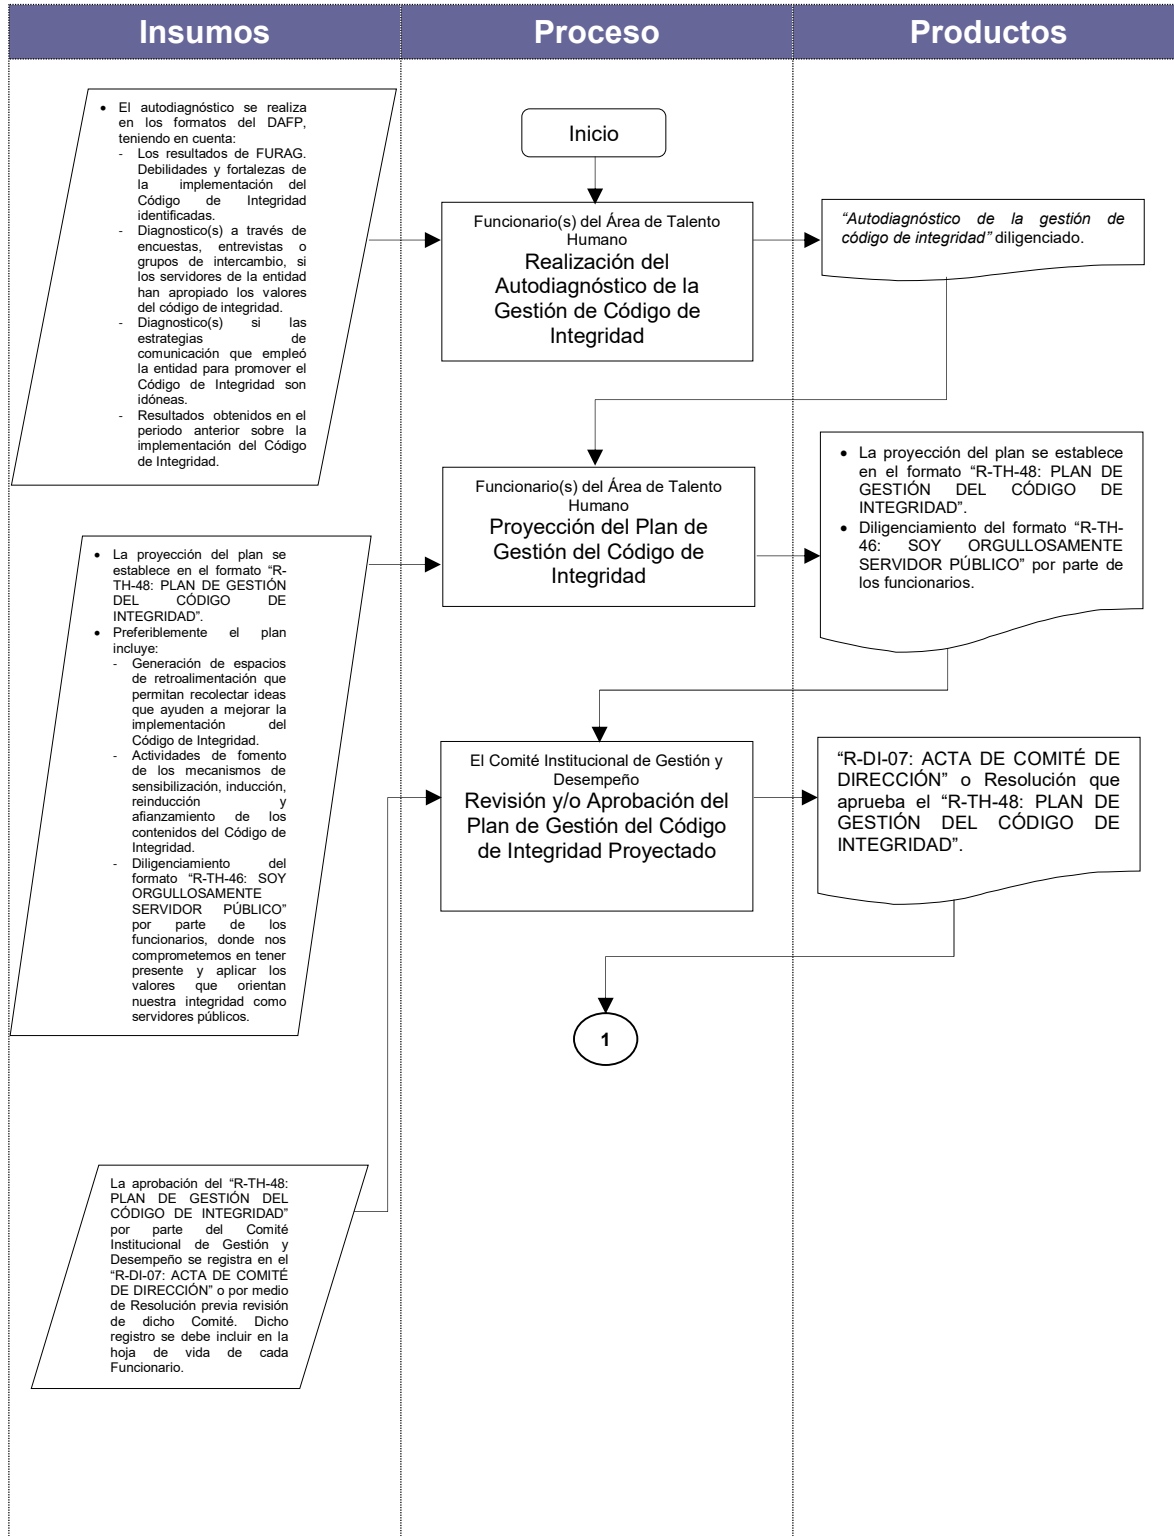 Insumos
Proceso
Productos
• El autodiagnóstico se realiza
en los formatos del DAFP,
teniendo en cuenta:
- Los resultados de FURAG.
Debilidades y fortalezas de
la implementación del
Código de Integridad
identificadas.
- Diagnostico(s) a través de
encuestas, entrevistas o
grupos de intercambio, si
los servidores de la entidad
han apropiado los valores
del código de integridad.
- Diagnostico(s) si las
estrategias de
comunicación que empleó
la entidad para promover el
Código de Integridad son
idóneas.
- Resultados obtenidos en el
periodo anterior sobre la
implementación del Código
de Integridad.
Inicio
Funcionario(s) del Área de Talento
Humano
Realización del
Autodiagnóstico de la
Gestión de Código de
Integridad
“Autodiagnóstico de la gestión de
código de integridad” diligenciado.
• La proyección del plan se
establece en el formato “R-
TH-48: PLAN DE GESTIÓN
DEL CÓDIGO DE
INTEGRIDAD”.
• Preferiblemente el plan
incluye:
- Generación de espacios
de retroalimentación que
permitan recolectar ideas
que ayuden a mejorar la
implementación del
Código de Integridad.
- Actividades de fomento
de los mecanismos de
sensibilización, inducción,
reinducción y
afianzamiento de los
contenidos del Código de
Integridad.
- Diligenciamiento del
formato “R-TH-46: SOY
ORGULLOSAMENTE
SERVIDOR PÚBLICO”
por parte de los
funcionarios, donde nos
comprometemos en tener
presente y aplicar los
valores que orientan
nuestra integridad como
servidores públicos.
Funcionario(s) del Área de Talento
Humano
Proyección del Plan de
Gestión del Código de
Integridad
• La proyección del plan se establece
en el formato “R-TH-48: PLAN DE
GESTIÓN DEL CÓDIGO DE
INTEGRIDAD”.
• Diligenciamiento del formato “R-TH-
46: SOY ORGULLOSAMENTE
SERVIDOR PÚBLICO” por parte de
los funcionarios.
El Comité Institucional de Gestión y
Desempeño
Revisión y/o Aprobación del
Plan de Gestión del Código
de Integridad Proyectado
“R-DI-07: ACTA DE COMITÉ DE
DIRECCIÓN” o Resolución que
aprueba el “R-TH-48: PLAN DE
GESTIÓN DEL CÓDIGO DE
INTEGRIDAD”.
1
La aprobación del “R-TH-48:
PLAN DE GESTIÓN DEL
CÓDIGO DE INTEGRIDAD”
por parte del Comité
Institucional de Gestión y
Desempeño se registra en el
“R-DI-07: ACTA DE COMITÉ
DE DIRECCIÓN” o por medio
de Resolución previa revisión
de dicho Comité. Dicho
registro se debe incluir en la
hoja de vida de cada
Funcionario.